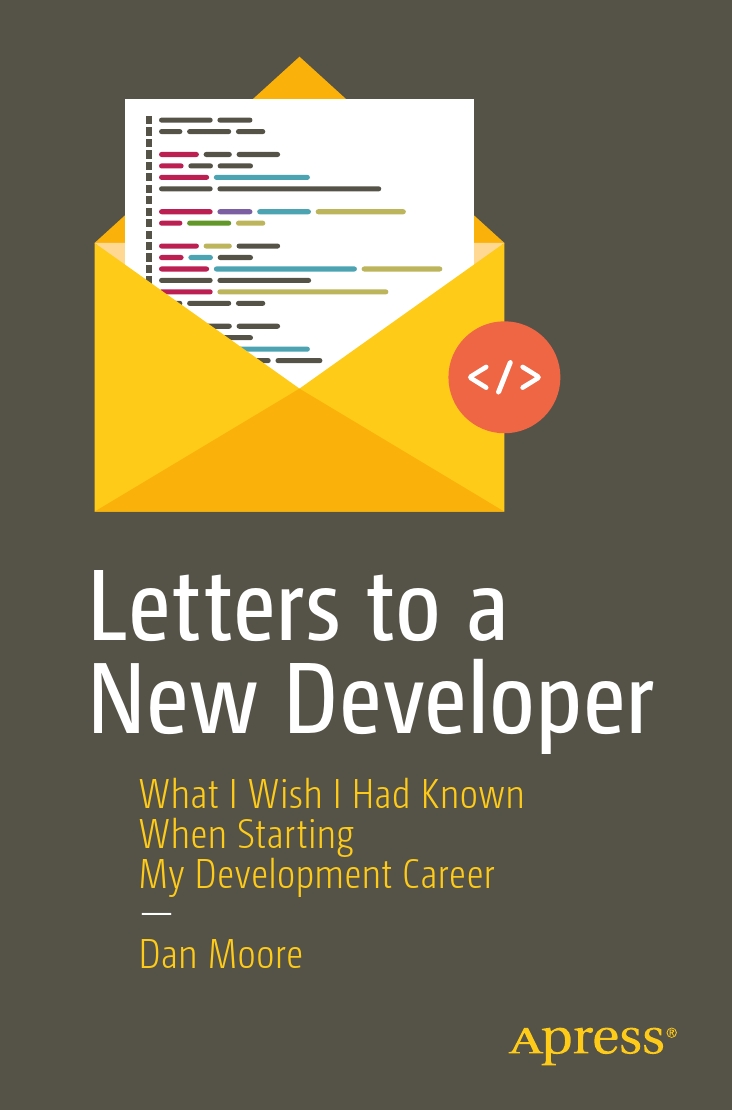 </>
Letters to a
New Developer
What I Wish I Had Known
When Starting
My Development Career
—
Dan Moore
Apress®